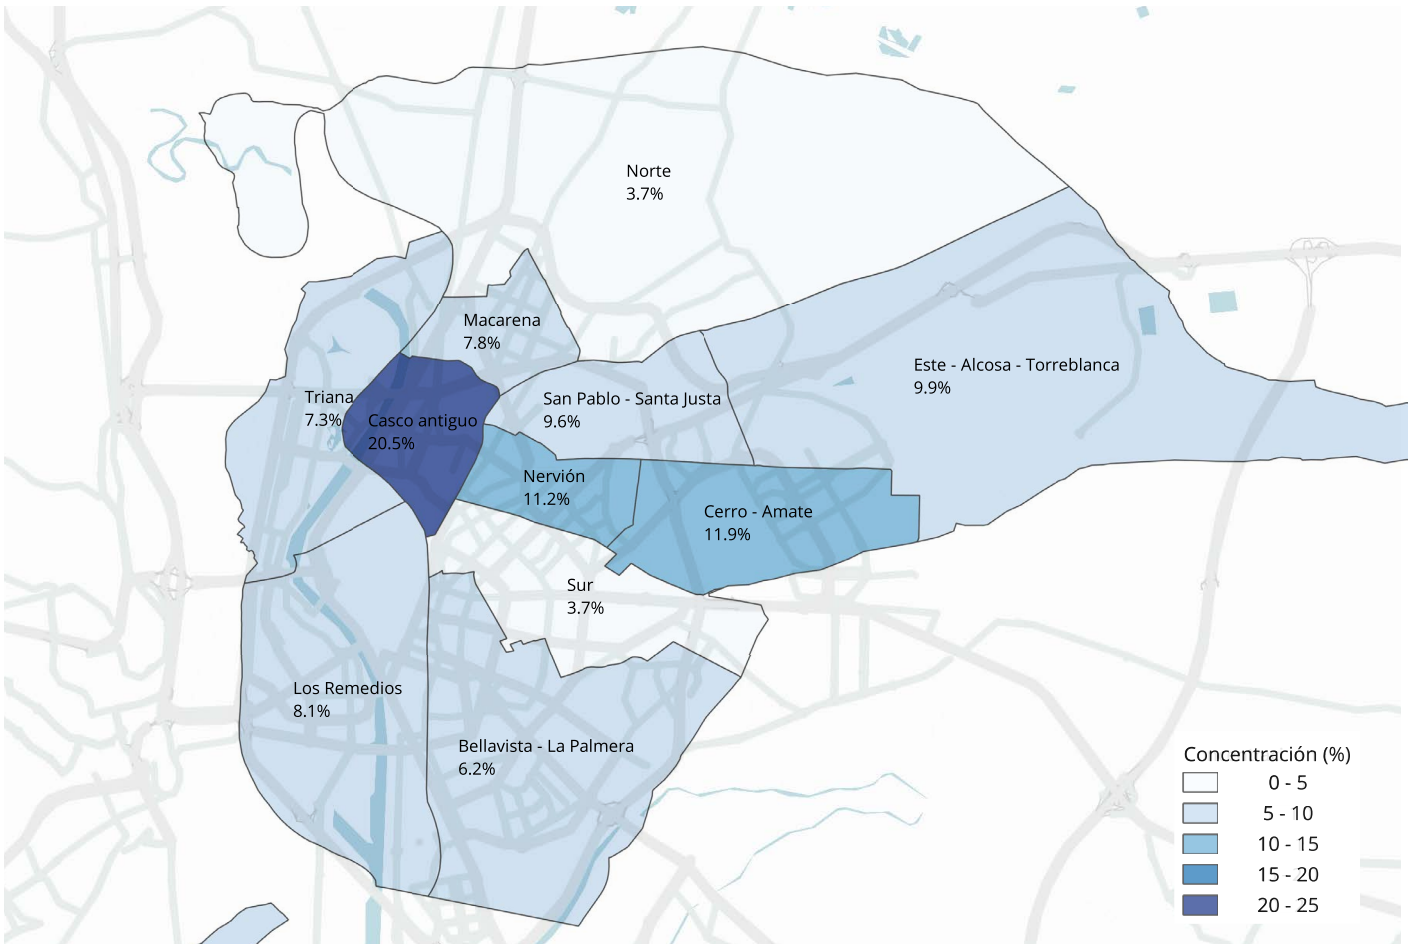 Norte
3.7%
Macarena
7.8%
Este - Alcosa - Torreblanca
9.9%
San Pablo - Santa Justa
9.6%
Triana
7.3%
Casco antiguo
20.5%
Nervión
11.2%
Cerro - Amate
11.9%
Sur
3.7%
Los Remedios
8.1%
Bellavista - La Palmera
6.2%
Concentración (%)
0 - 5
5 - 10
10 - 15
15 - 20
20 - 25